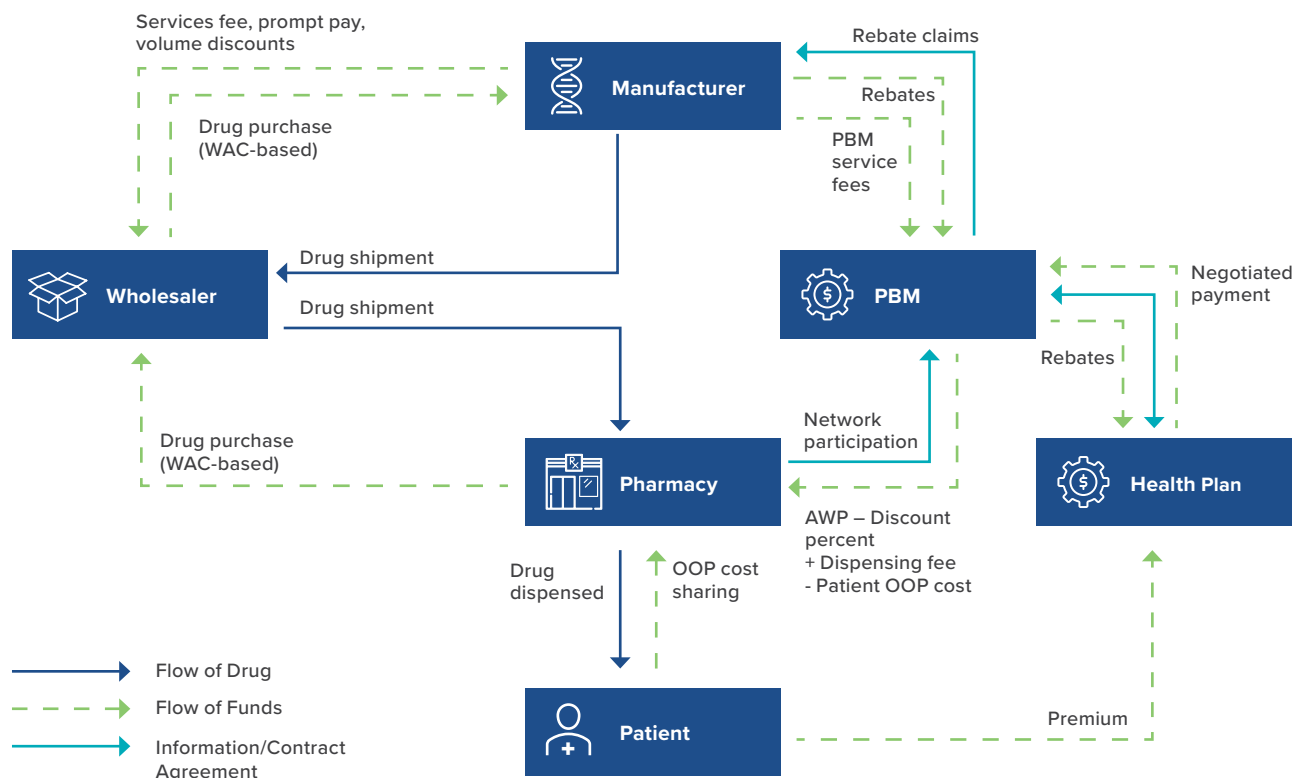 Services fee, prompt pay,
volume discounts
Manufacturer
Rebate claims
Rebates
Drug purchase
(WAC-based)
PBM
service
fees
Drug shipment
Wholesaler
Drug shipment
$
PBM
Negotiated
payment
Rebates
Drug purchase
(WAC-based)
Rx
Pharmacy
Network
participation
$
Health Plan
AWP – Discount
percent
+ Dispensing fee
- Patient OOP cost
Drug
dispensed
OOP cost
sharing
Patient
Premium
Flow of Drug
Flow of Funds
Information/Contract
Agreement